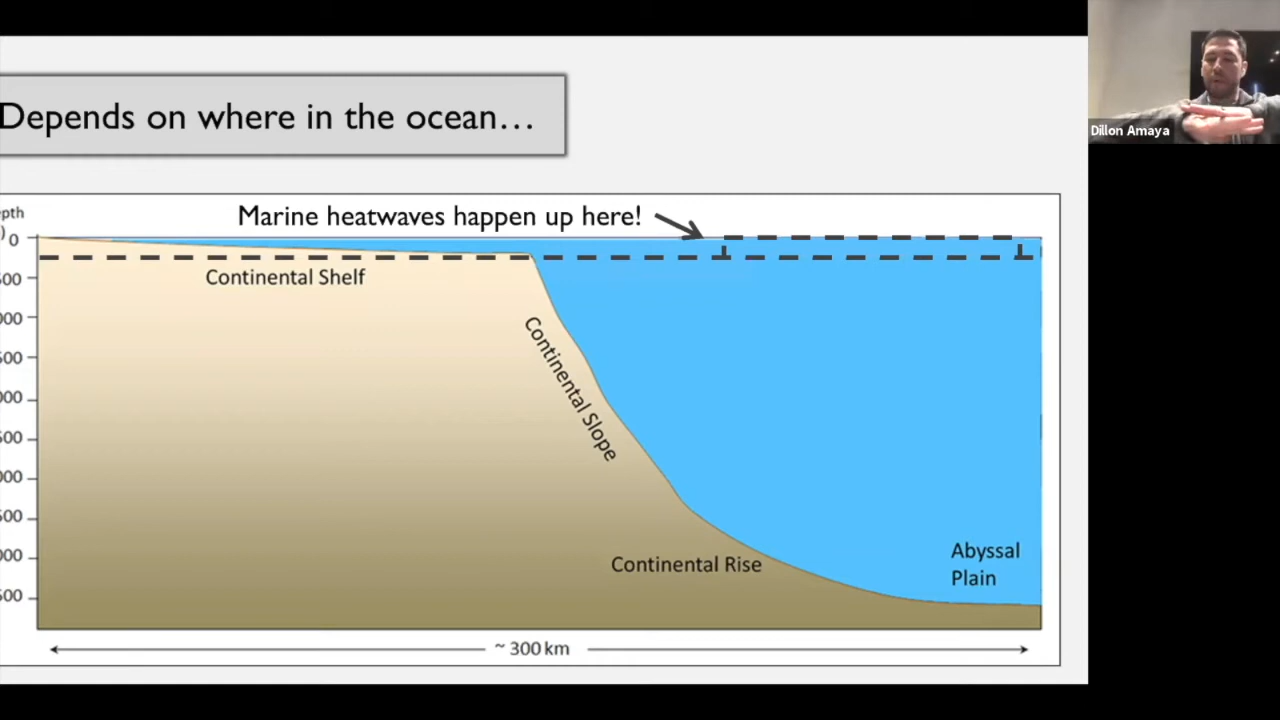 Depends on where in the ocean…
Dillon Amaya
Marine heatwaves happen up here!
0
Continental Shelf
Continental Slope
Continental Rise
Abyssal
Plain
~ 300 km